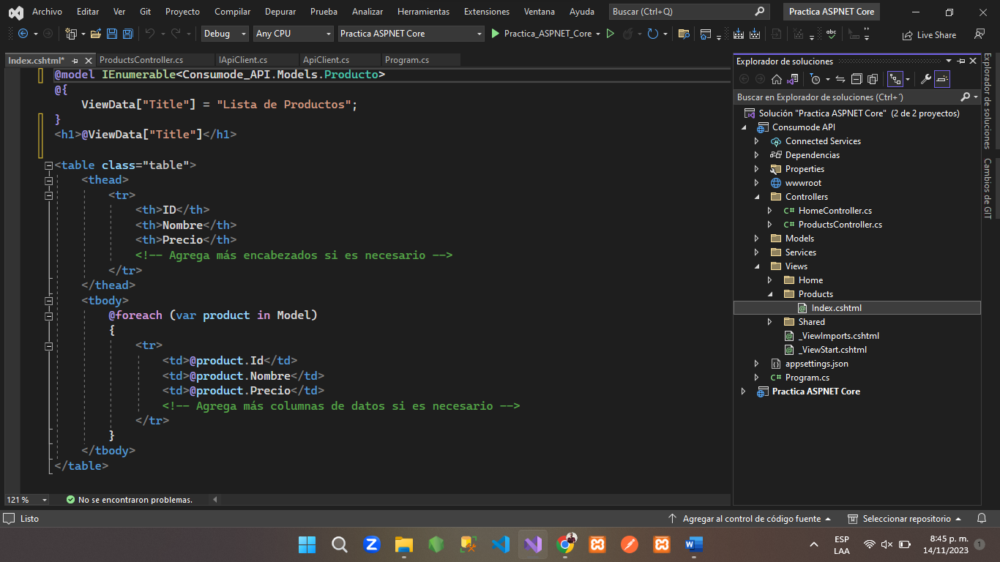 Archivo Editar Ver Git Proyecto Compilar Depurar Prueba Analizar Herramientas Extensiones Ventana Ayuda Buscar (Ctrl+Q) Practica ASPNET Core
Debug Any CPU Practica ASPNET Core Practica_ASPNET_Core Live Share
Index.cshtml* ProductsController.cs IApiClient.cs ApiClient.cs Program.cs
@model IEnumerable<Consumode_API.Models.Producto>
@{
ViewData["Title"] = "Lista de Productos";
}
<h1>@ViewData["Title"]</h1>
<table class="table">
<thead>
<tr>
<th>ID</th>
<th>Nombre</th>
<th>Precio</th>
<!-- Agrega más encabezados si es necesario -->
</tr>
</thead>
<tbody>
@foreach (var product in Model)
{
<tr>
<td>@product.Id</td>
<td>@product.Nombre</td>
<td>@product.Precio</td>
<!-- Agrega más columnas de datos si es necesario -->
</tr>
}
</tbody>
</table>
121 % No se encontraron problemas.
Explorador de soluciones
Buscar en Explorador de soluciones (Ctrl+´)
Solución "Practica ASPNET Core" (2 de 2 proyectos)
Consumode API
Connected Services
Dependencias
Properties
wwwroot
Controllers
C# HomeController.cs
C# ProductsController.cs
Models
Services
Views
Home
Products
Index.cshtml
Shared
_ViewImports.cshtml
_ViewStart.cshtml
appsettings.json
C# Program.cs
Practica ASPNET Core
Explorador de soluciones
Cambios de GIT
Listo Agregar al control de código fuente Seleccionar repositorio
ESP
LAA
8:45 p. m.
14/11/2023
1